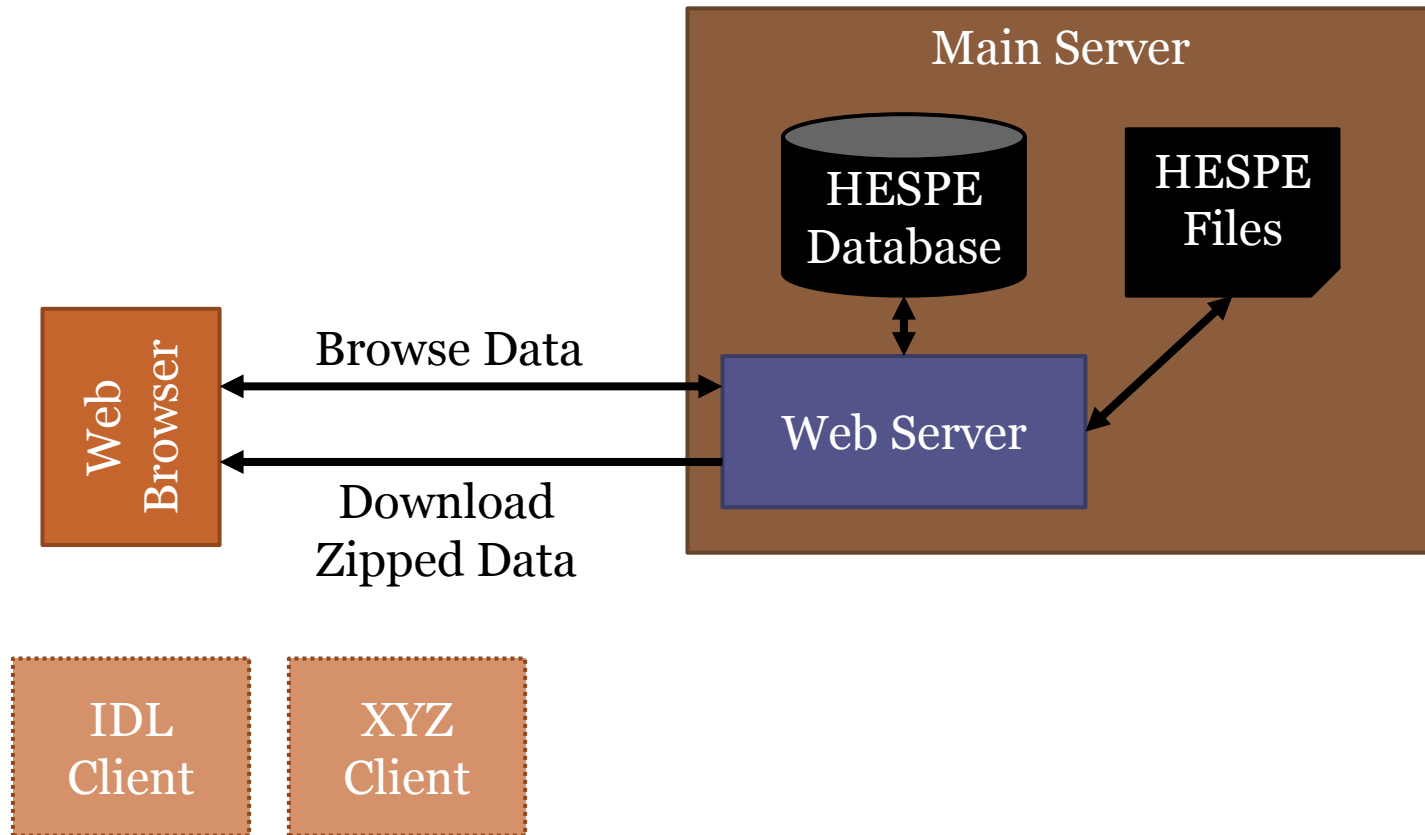 Main Server
HESPE
Database
HESPE
Files
Web
Browser
Browse Data
Web Server
Download
Zipped Data
IDL
Client
XYZ
Client